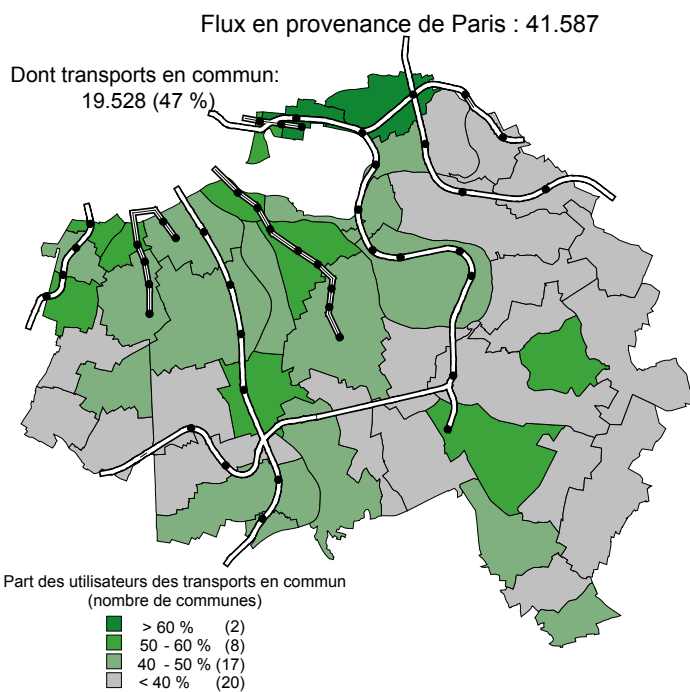 Flux en provenance de Paris : 41.587
Dont transports en commun:
19.528 (47 %)
Part des utilisateurs des transports en commun
(nombre de communes)
> 60 % (2)
50 - 60 % (8)
40 - 50 % (17)
< 40 % (20)